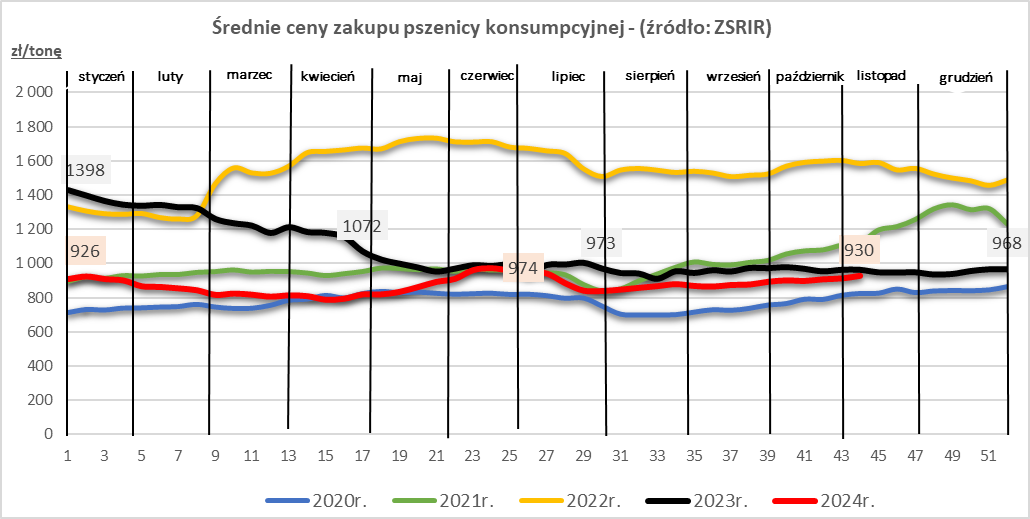 Średnie ceny zakupu pszenicy konsumpcyjnej - (źródło: ZSRIR)
zł/tonę
styczeń luty marzec kwiecień maj czerwiec lipiec sierpień wrzesień październik listopad grudzień
2 000
1 800
1 600
1398
1 400
1 200
1072
926 974 973 930 968
1 000
800
600
400
200
0
1 3 5 7 9 11 13 15 17 19 21 23 25 27 29 31 33 35 37 39 41 43 45 47 49 51
2020r. 2021r. 2022r. 2023r. 2024r.